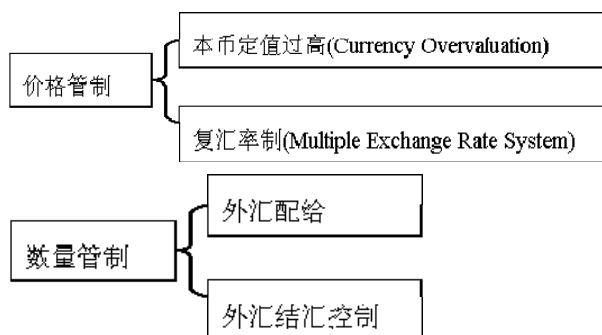 本币定值过高(Currency Overvaluation)
价格管制
复汇率制(Multiple Exchange Rate System)
外汇配给
数量管制
外汇结汇控制